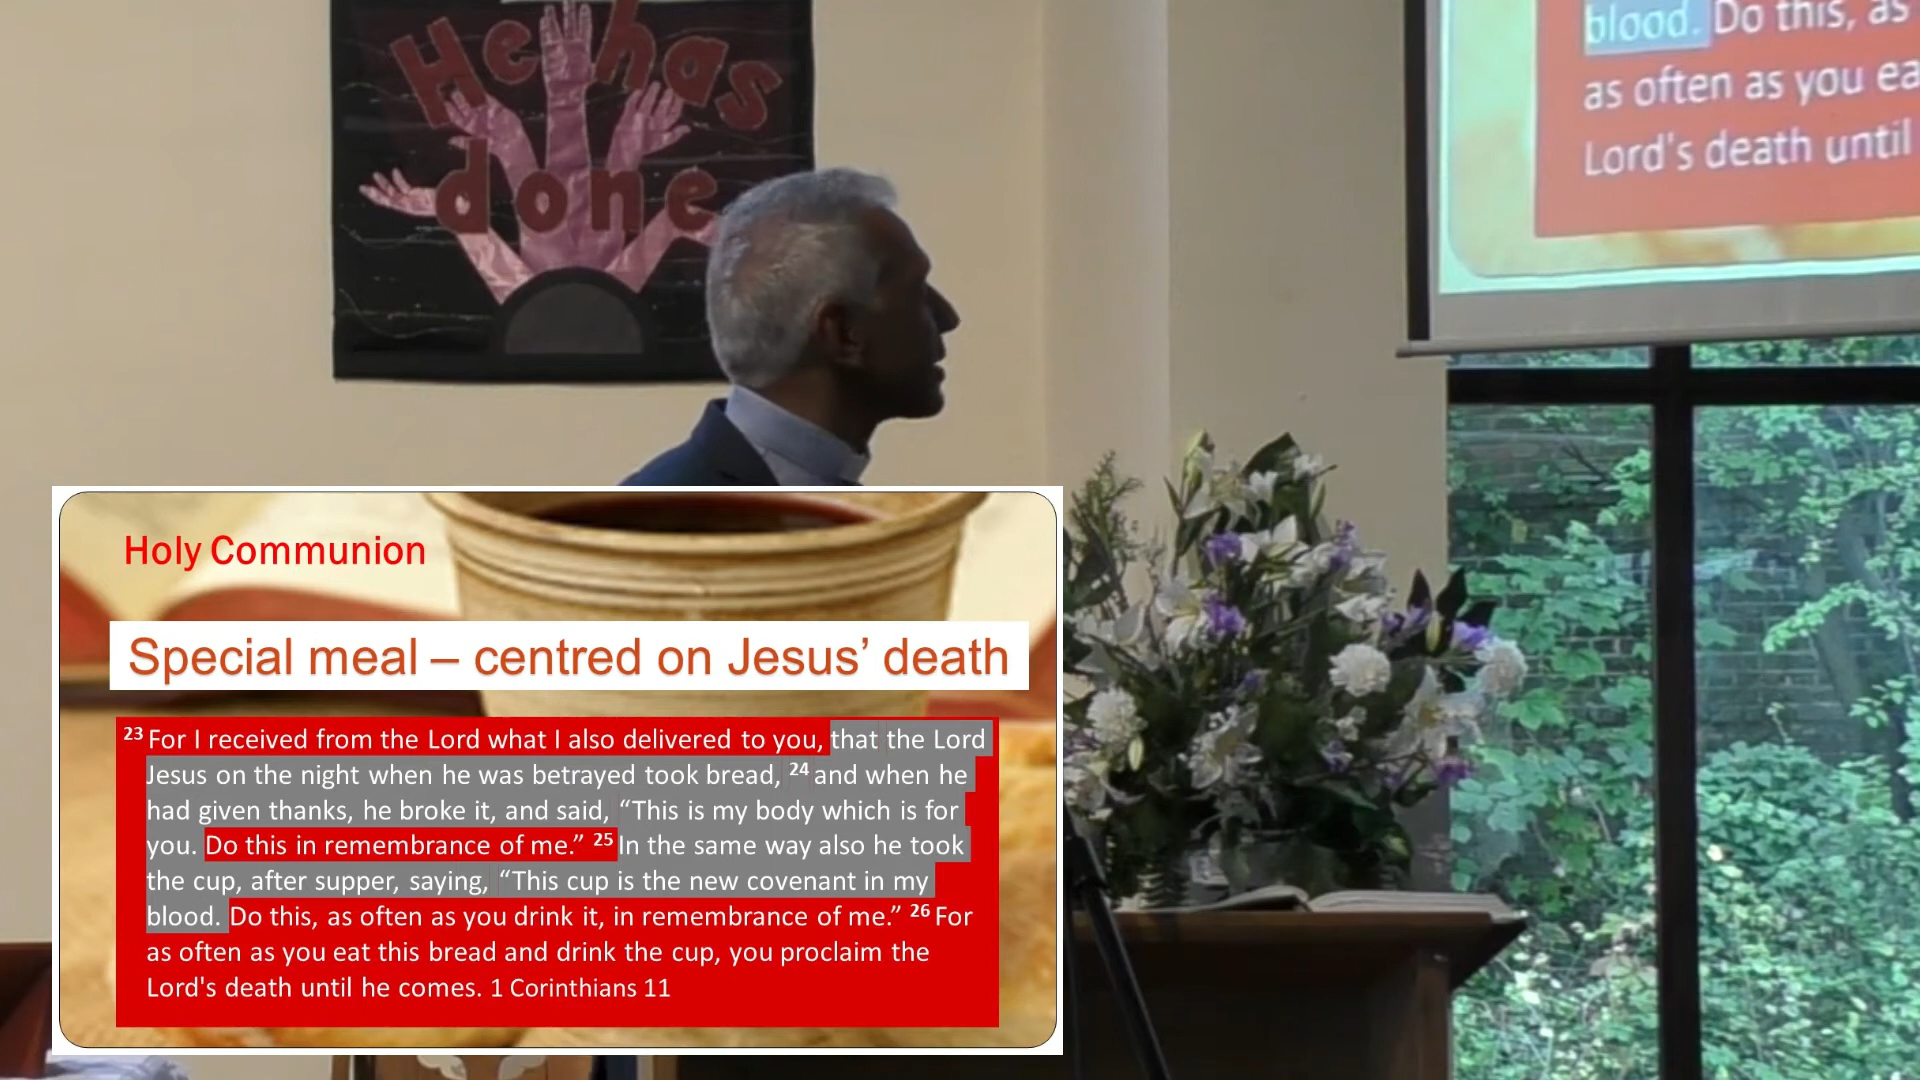 He has
done
blood. Do this, as
as often as you ea
Lord's death until
Holy Communion
Special meal – centred on Jesus’ death
23 For I received from the Lord what I also delivered to you, that the Lord
Jesus on the night when he was betrayed took bread, 24 and when he
had given thanks, he broke it, and said, “This is my body which is for
you. Do this in remembrance of me.” 25 In the same way also he took
the cup, after supper, saying, “This cup is the new covenant in my
blood. Do this, as often as you drink it, in remembrance of me.” 26 For
as often as you eat this bread and drink the cup, you proclaim the
Lord's death until he comes. 1 Corinthians 11